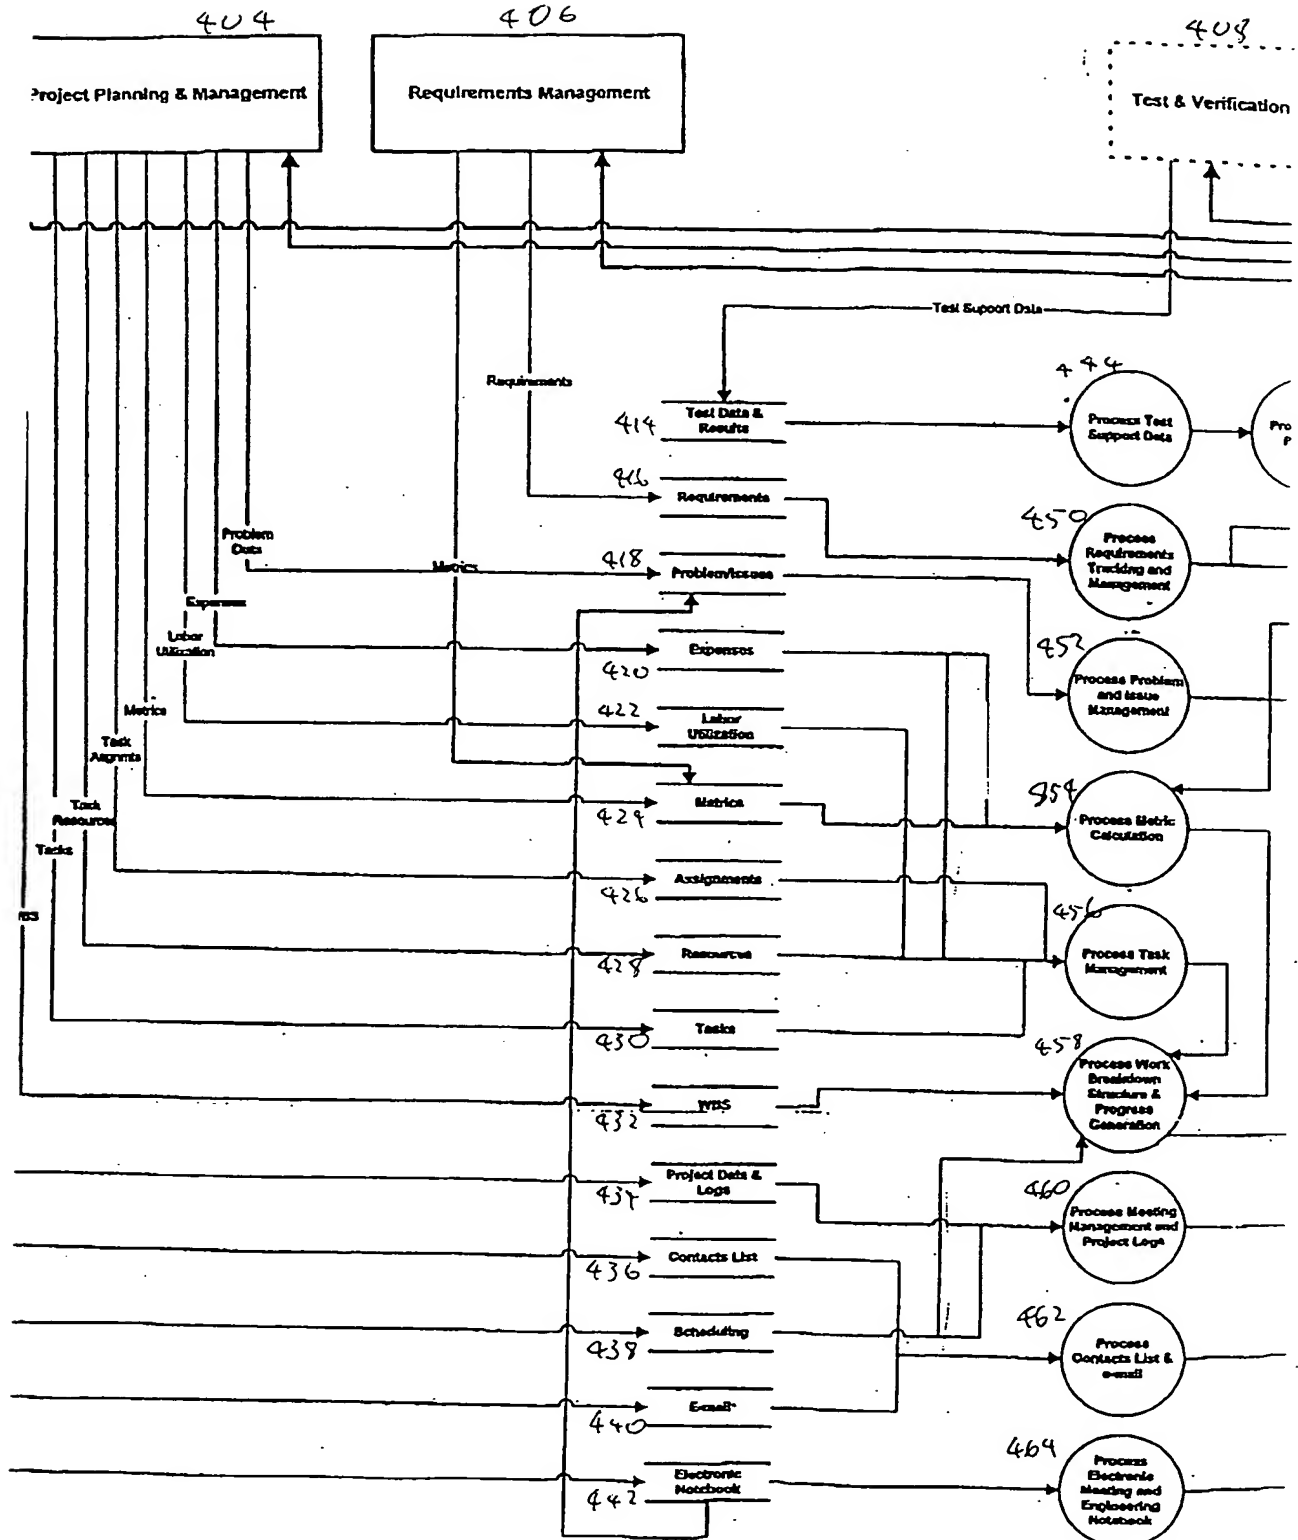 404
406
408
Project Planning & Management
Requirements Management
Test & Verification
Test Support Data
Requirements
444
414
Test Data &
Results
Process Test
Support Data
Pro
P
416
Requirements
450
Process
Requirements
Tracking and
Management
Problem
Data
418
Metrics
Problem/Issues
Expenses
Labor
Utilization
Expenses
420
452
Process Problem
and Issue
Management
Metrics
422
Labor
Utilization
Task
Asgnmts
424
Metrics
854
Process Metric
Calculation
Task
Resources
Tasks
426
Assignments
456
Process Task
Management
428
Resources
430
Tasks
458
Process Work
Breakdown
Structure &
Progress
Generation
432
WBS
434
Project Data &
Logs
460
Process Meeting
Management and
Project Logs
436
Contacts List
438
Scheduling
462
Process
Contacts List &
e-mail
440
E-mail
442
Electronic
Notebook
464
Process
Electronic
Meeting and
Engineering
Notebook